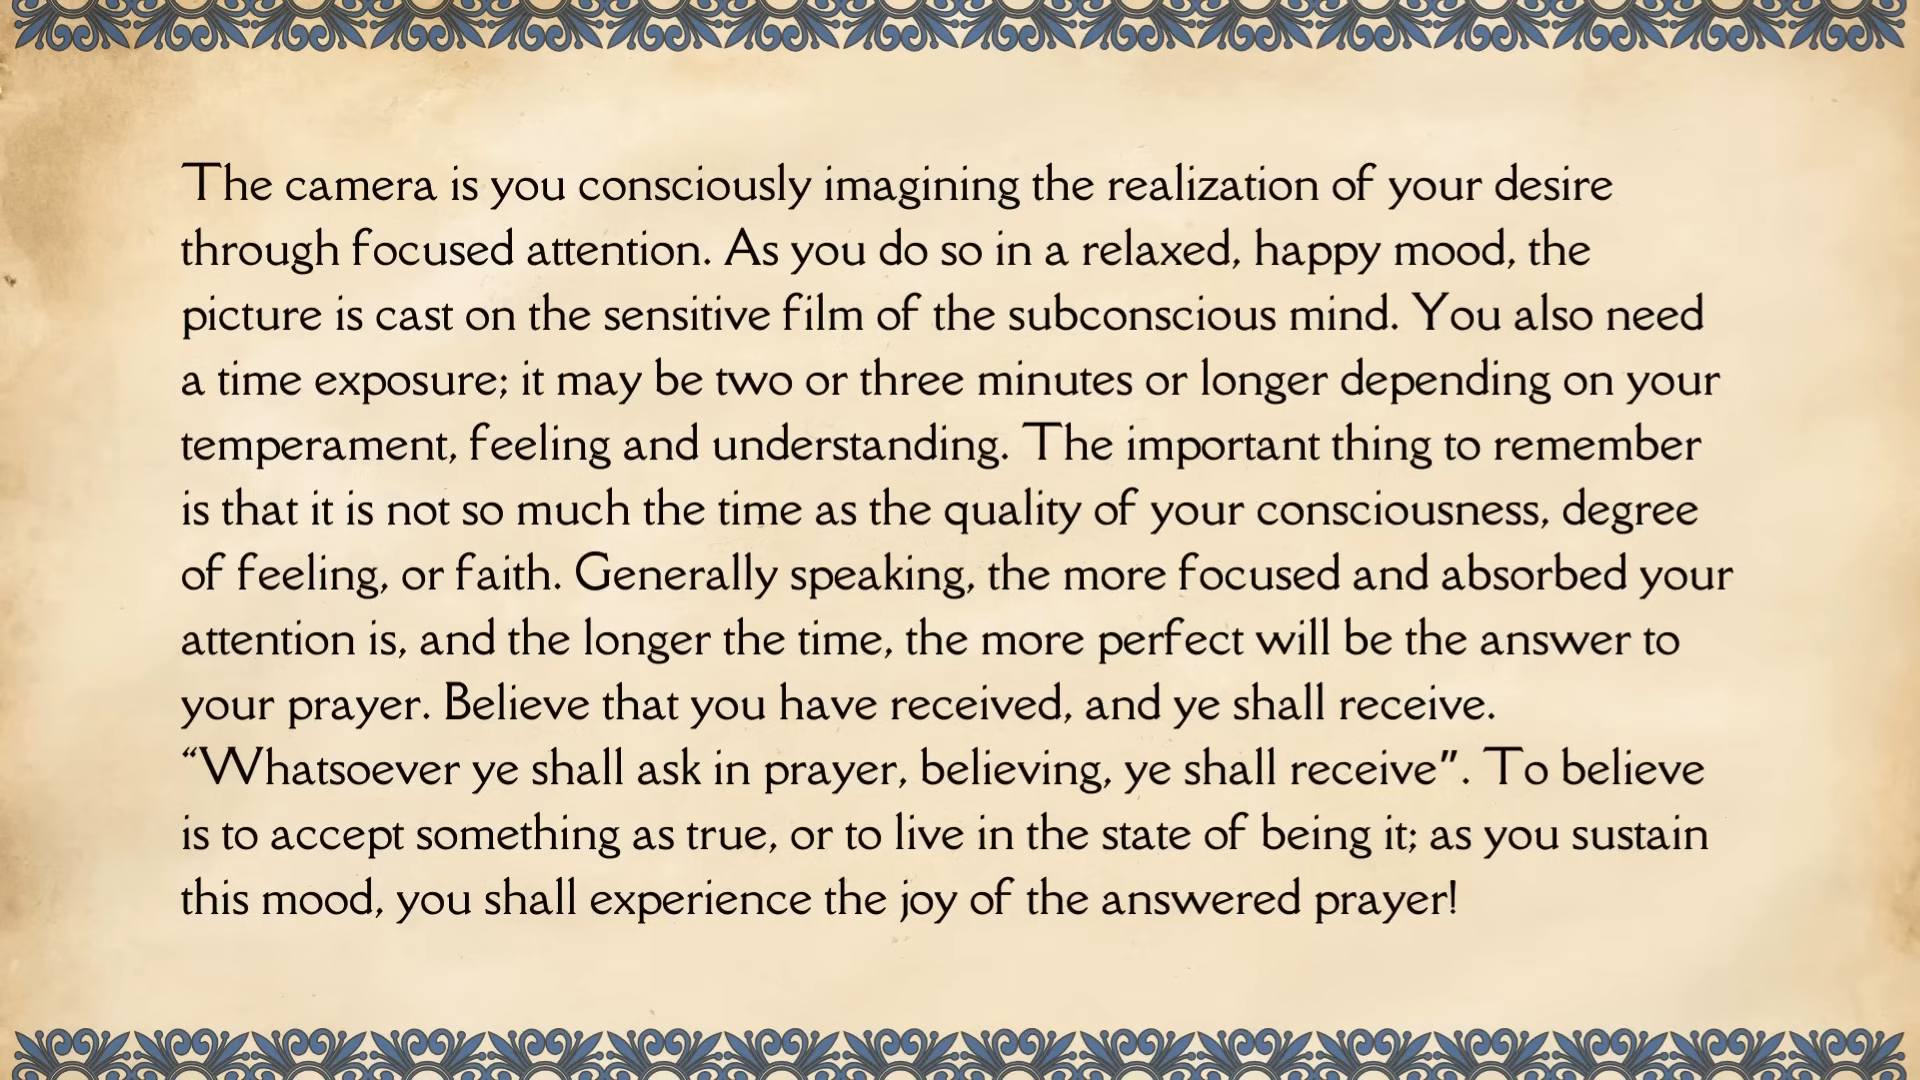 The camera is you consciously imagining the realization of your desire
through focused attention. As you do so in a relaxed, happy mood, the
picture is cast on the sensitive film of the subconscious mind. You also need
a time exposure; it may be two or three minutes or longer depending on your
temperament, feeling and understanding. The important thing to remember
is that it is not so much the time as the quality of your consciousness, degree
of feeling, or faith. Generally speaking, the more focused and absorbed your
attention is, and the longer the time, the more perfect will be the answer to
your prayer. Believe that you have received, and ye shall receive.
“Whatsoever ye shall ask in prayer, believing, ye shall receive”. To believe
is to accept something as true, or to live in the state of being it; as you sustain
this mood, you shall experience the joy of the answered prayer!